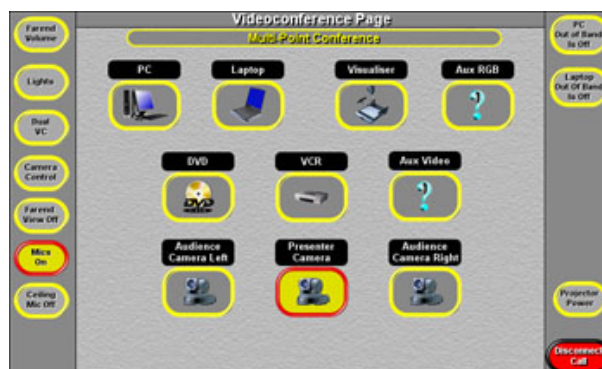 Videoconference Page
Multi-Point Conference
Farend
Volume
Lights
Dual
VC
Camera
Control
Farend
View Off
Mics
On
Ceiling
Mic Off
PC
Laptop
Visualiser
Aux RGB
DVD
VCR
Aux Video
DVD
Audience
Camera Left
Presenter
Camera
Audience
Camera Right
PC
Out of Band
Is Off
Laptop
Out Of Band
Is Off
Projector
Power
Disconnect
Call